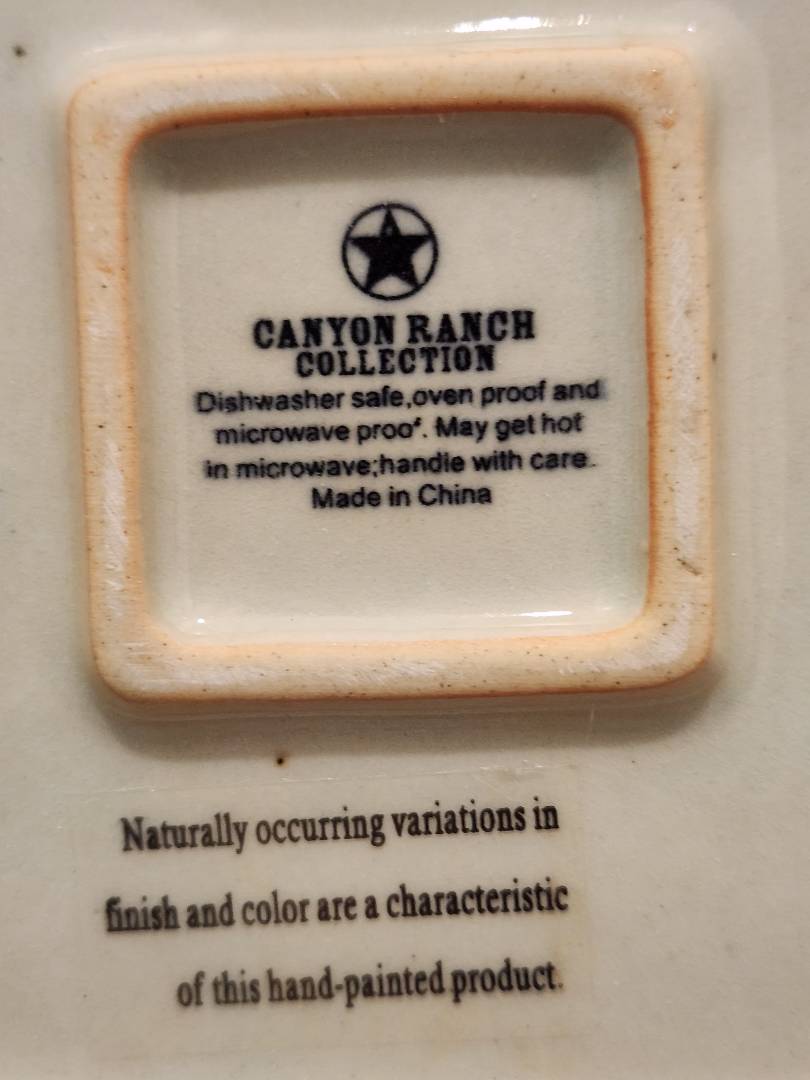 CANYON RANCH
COLLECTION
Dishwasher safe,oven proof and
microwave proof. May get hot
in microwave;handle with care.
Made in China
Naturally occurring variations in
finish and color are a characteristic
of this hand-painted product.